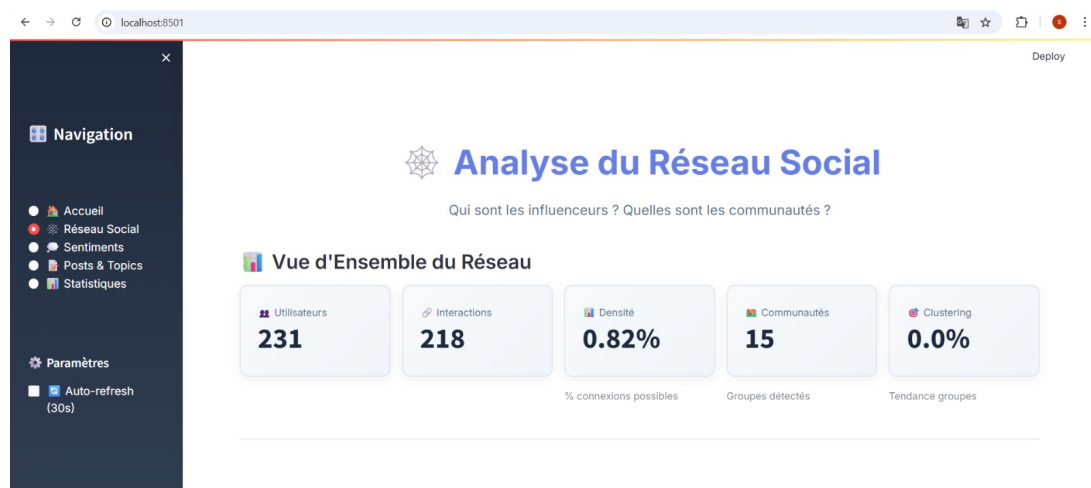 localhost:8501
S
Deploy
Navigation
Accueil
Réseau Social
Sentiments
Posts & Topics
Statistiques
Paramètres
Auto-refresh
(30s)
Analyse du Réseau Social
Qui sont les influenceurs ? Quelles sont les communautés ?
Vue d'Ensemble du Réseau
Utilisateurs
231
Interactions
218
Densité
0.82%
% connexions possibles
Communautés
15
Groupes détectés
Clustering
0.0%
Tendance groupes